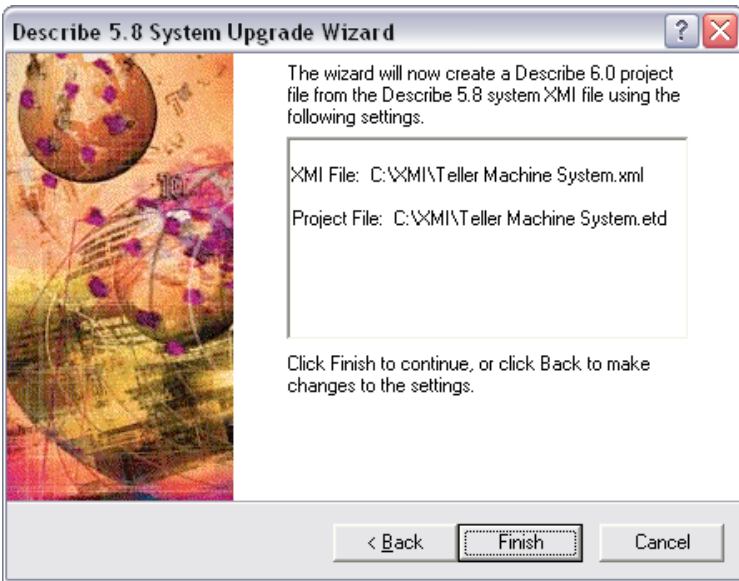 Describe 5.8 System Upgrade Wizard
The wizard will now create a Describe 6.0 project
file from the Describe 5.8 system XMI file using the
following settings.
XMI File:  C:\XMI\Teller Machine System.xml
Project File:  C:\XMI\Teller Machine System.etd
Click Finish to continue, or click Back to make
changes to the settings.
< Back
Finish
Cancel